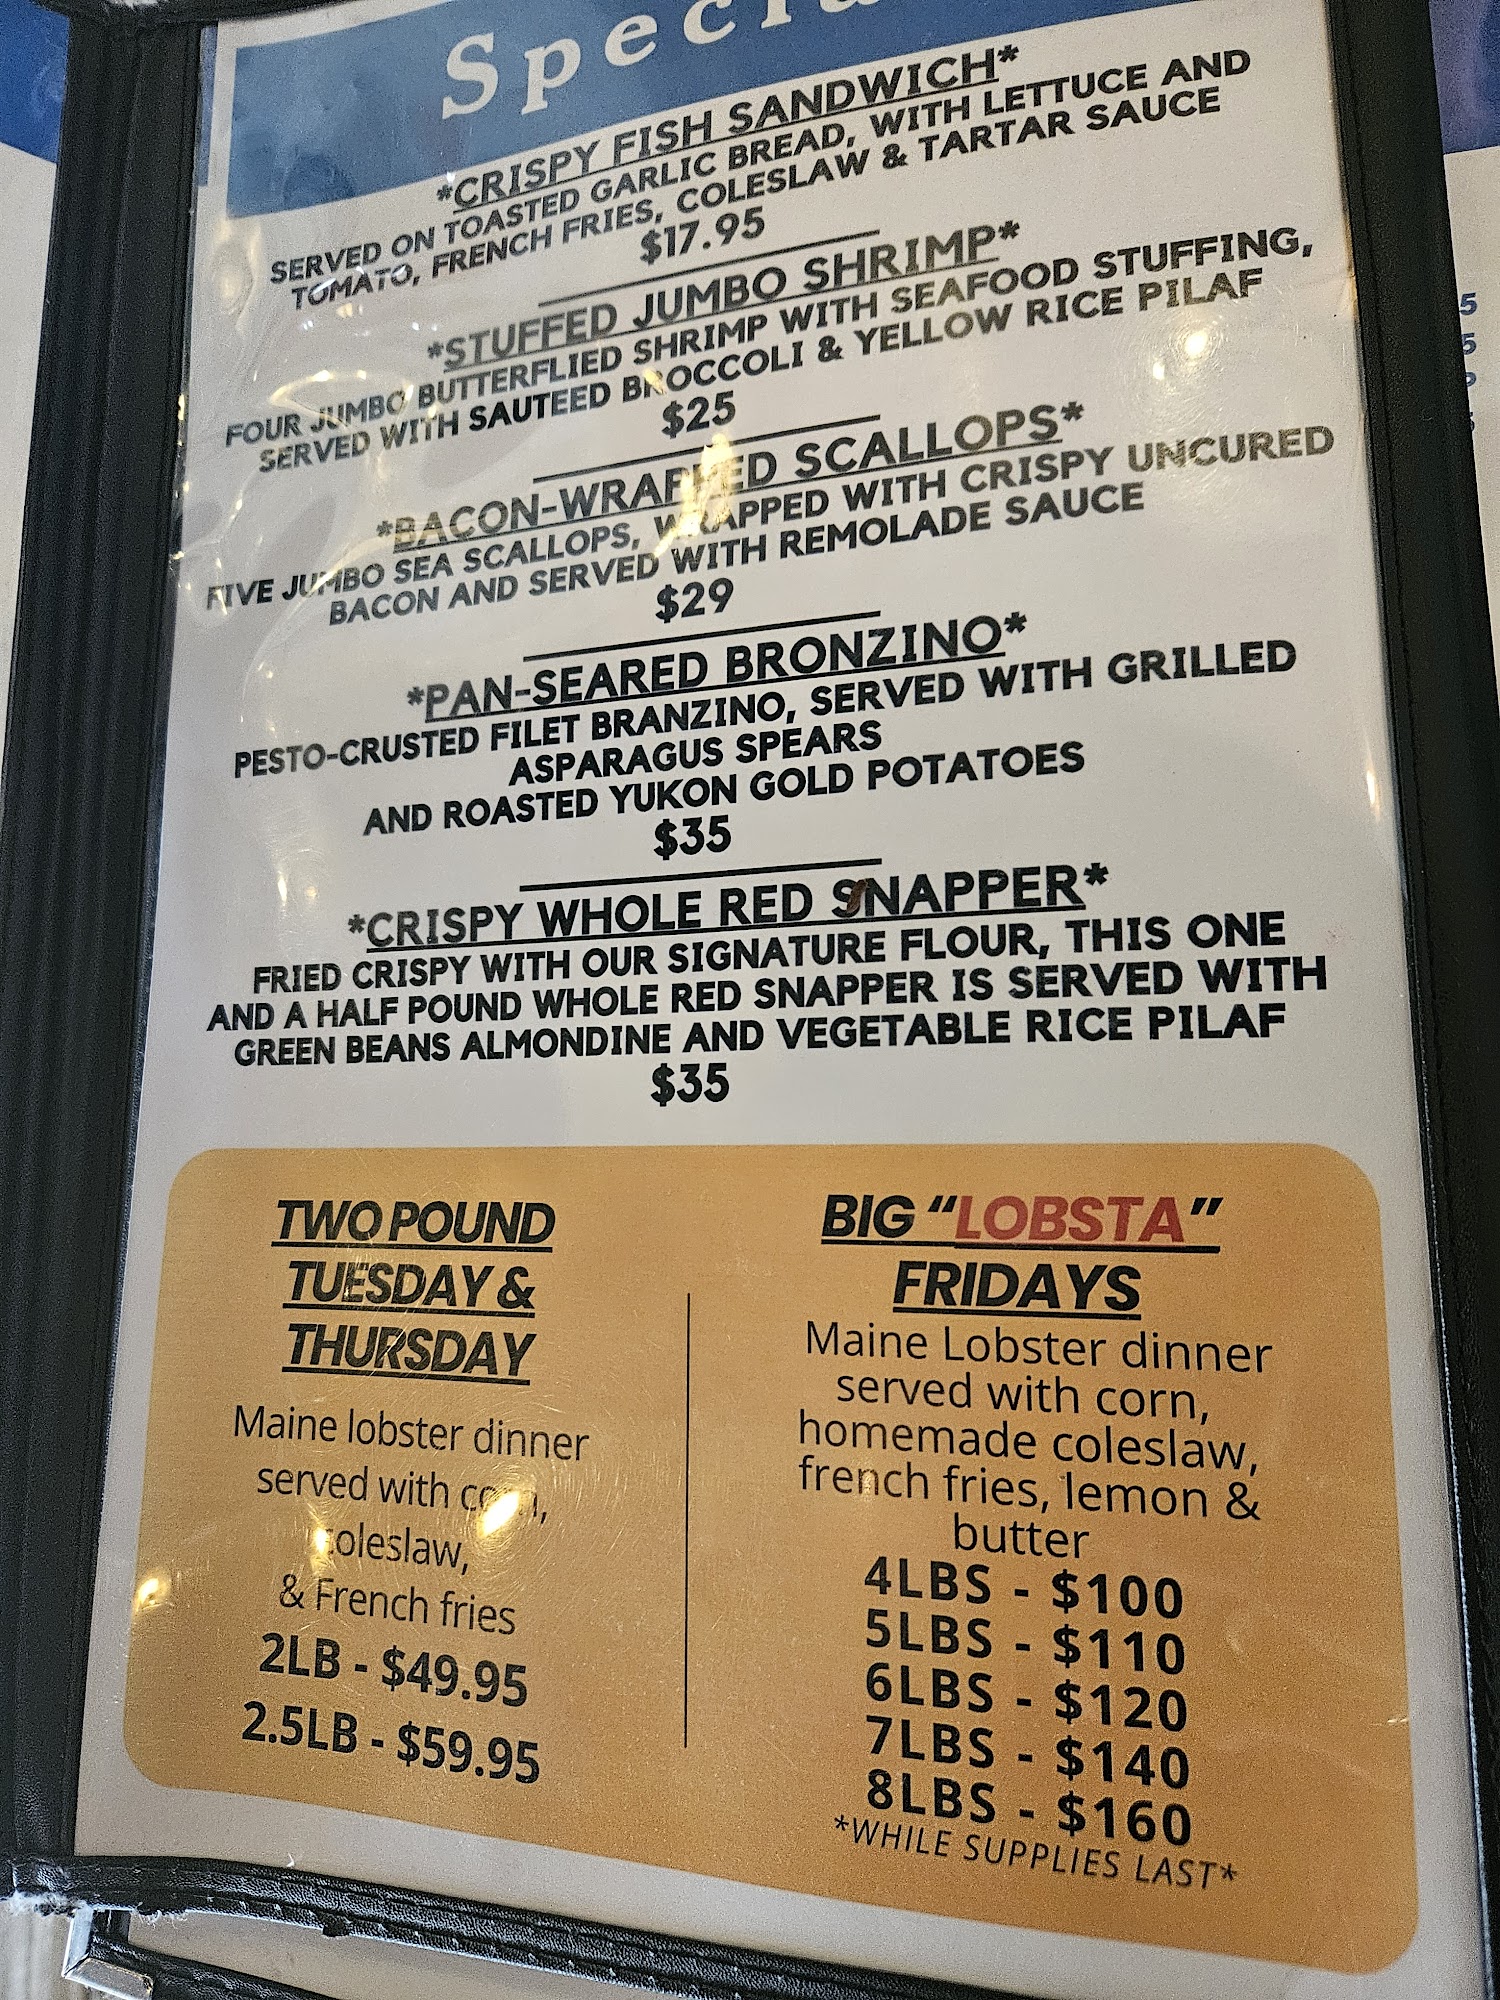 Specia
*CRISPY FISH SANDWICH*
SERVED ON TOASTED GARLIC BREAD, WITH LETTUCE AND
TOMATO, FRENCH FRIES, COLESLAW & TARTAR SAUCE
$17.95
*STUFFED JUMBO SHRIMP*
FOUR JUMBO BUTTERFLIED SHRIMP WITH SEAFOOD STUFFING,
SERVED WITH SAUTEED BROCCOLI & YELLOW RICE PILAF
$25
*BACON-WRAPPED SCALLOPS*
FIVE JUMBO SEA SCALLOPS, WRAPPED WITH CRISPY UNCURED
BACON AND SERVED WITH REMOLADE SAUCE
$29
*PAN-SEARED BRONZINO*
PESTO-CRUSTED FILET BRANZINO, SERVED WITH GRILLED
ASPARAGUS SPEARS
AND ROASTED YUKON GOLD POTATOES
$35
*CRISPY WHOLE RED SNAPPER*
FRIED CRISPY WITH OUR SIGNATURE FLOUR, THIS ONE
AND A HALF POUND WHOLE RED SNAPPER IS SERVED WITH
GREEN BEANS ALMONDINE AND VEGETABLE RICE PILAF
$35
TWO POUND
TUESDAY &
THURSDAY
Maine lobster dinner
served with corn,
coleslaw,
& French fries
2LB - $49.95
2.5LB - $59.95
BIG "LOBSTA"
FRIDAYS
Maine Lobster dinner
served with corn,
homemade coleslaw,
french fries, lemon &
butter
4LBS - $100
5LBS - $110
6LBS - $120
7LBS - $140
8LBS - $160
*WHILE SUPPLIES LAST*
5
5